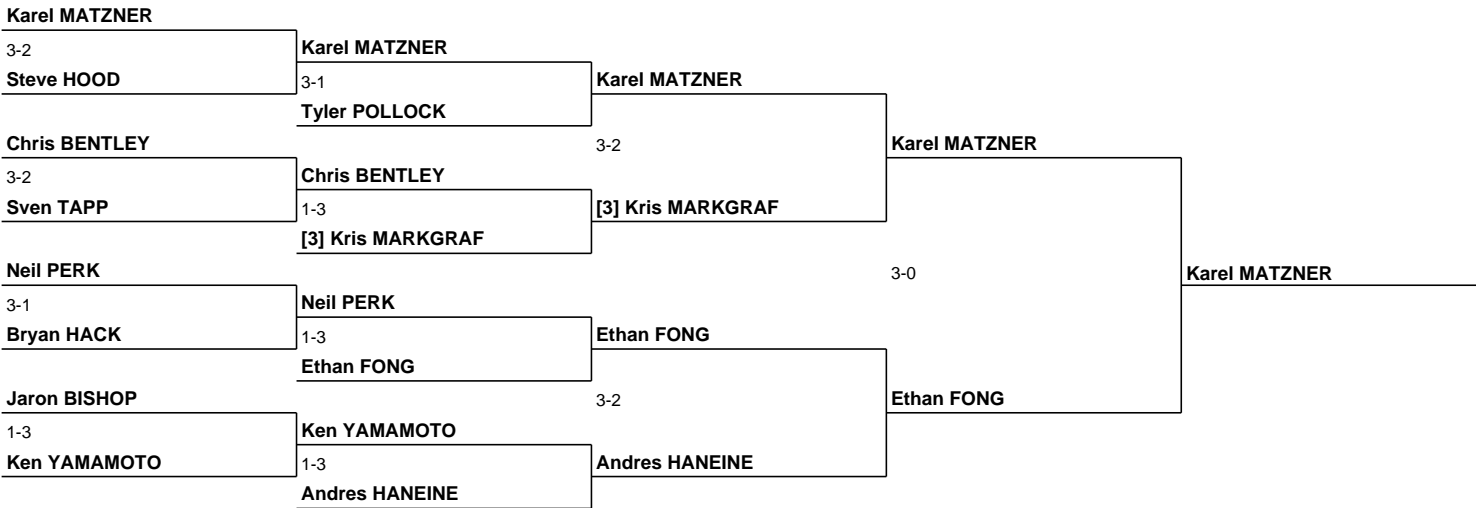 Karel MATZNER
3-2
Steve HOOD
Chris BENTLEY
3-2
Sven TAPP
Neil PERK
3-1
Bryan HACK
Jaron BISHOP
1-3
Ken YAMAMOTO
Karel MATZNER
3-1
Tyler POLLOCK
Chris BENTLEY
1-3
[3] Kris MARKGRAF
Neil PERK
1-3
Ethan FONG
Ken YAMAMOTO
1-3
Andres HANEINE
Karel MATZNER
3-2
[3] Kris MARKGRAF
Ethan FONG
3-2
Andres HANEINE
Karel MATZNER
3-0
Ethan FONG
Karel MATZNER